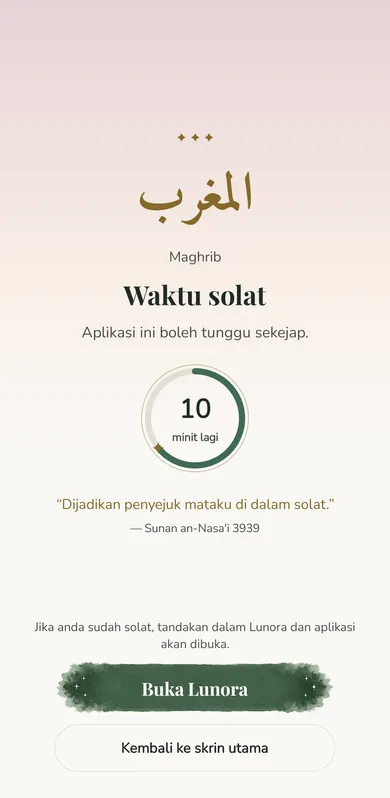 المغرب
Maghrib
Waktu solat
Aplikasi ini boleh tunggu sekejap.
10
minit lagi
“Dijadikan penyejuk mataku di dalam solat.”
— Sunan an-Nasa'i 3939
Jika anda sudah solat, tandakan dalam Lunora dan aplikasi
akan dibuka.
Buka Lunora
Kembali ke skrin utama